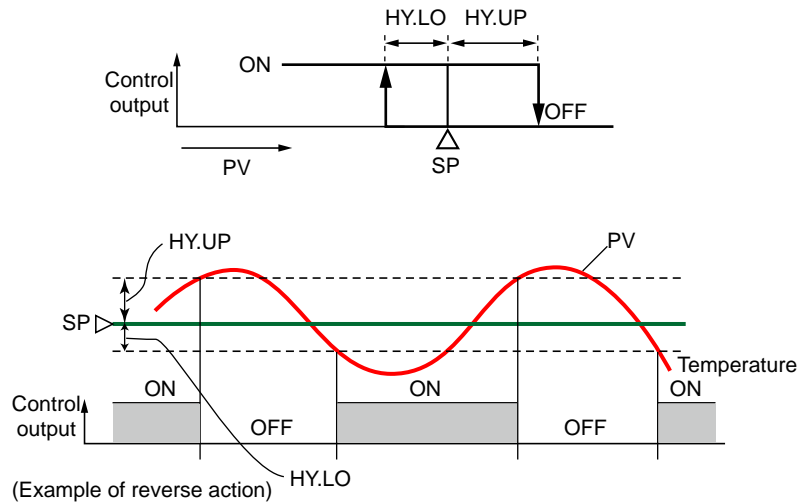 HY.LO HY.UP
ON
Control
output
OFF
PV
SP
HY.UP
PV
SP
Temperature
ON ON ON
Control
output
OFF OFF
HY.LO
(Example of reverse action)